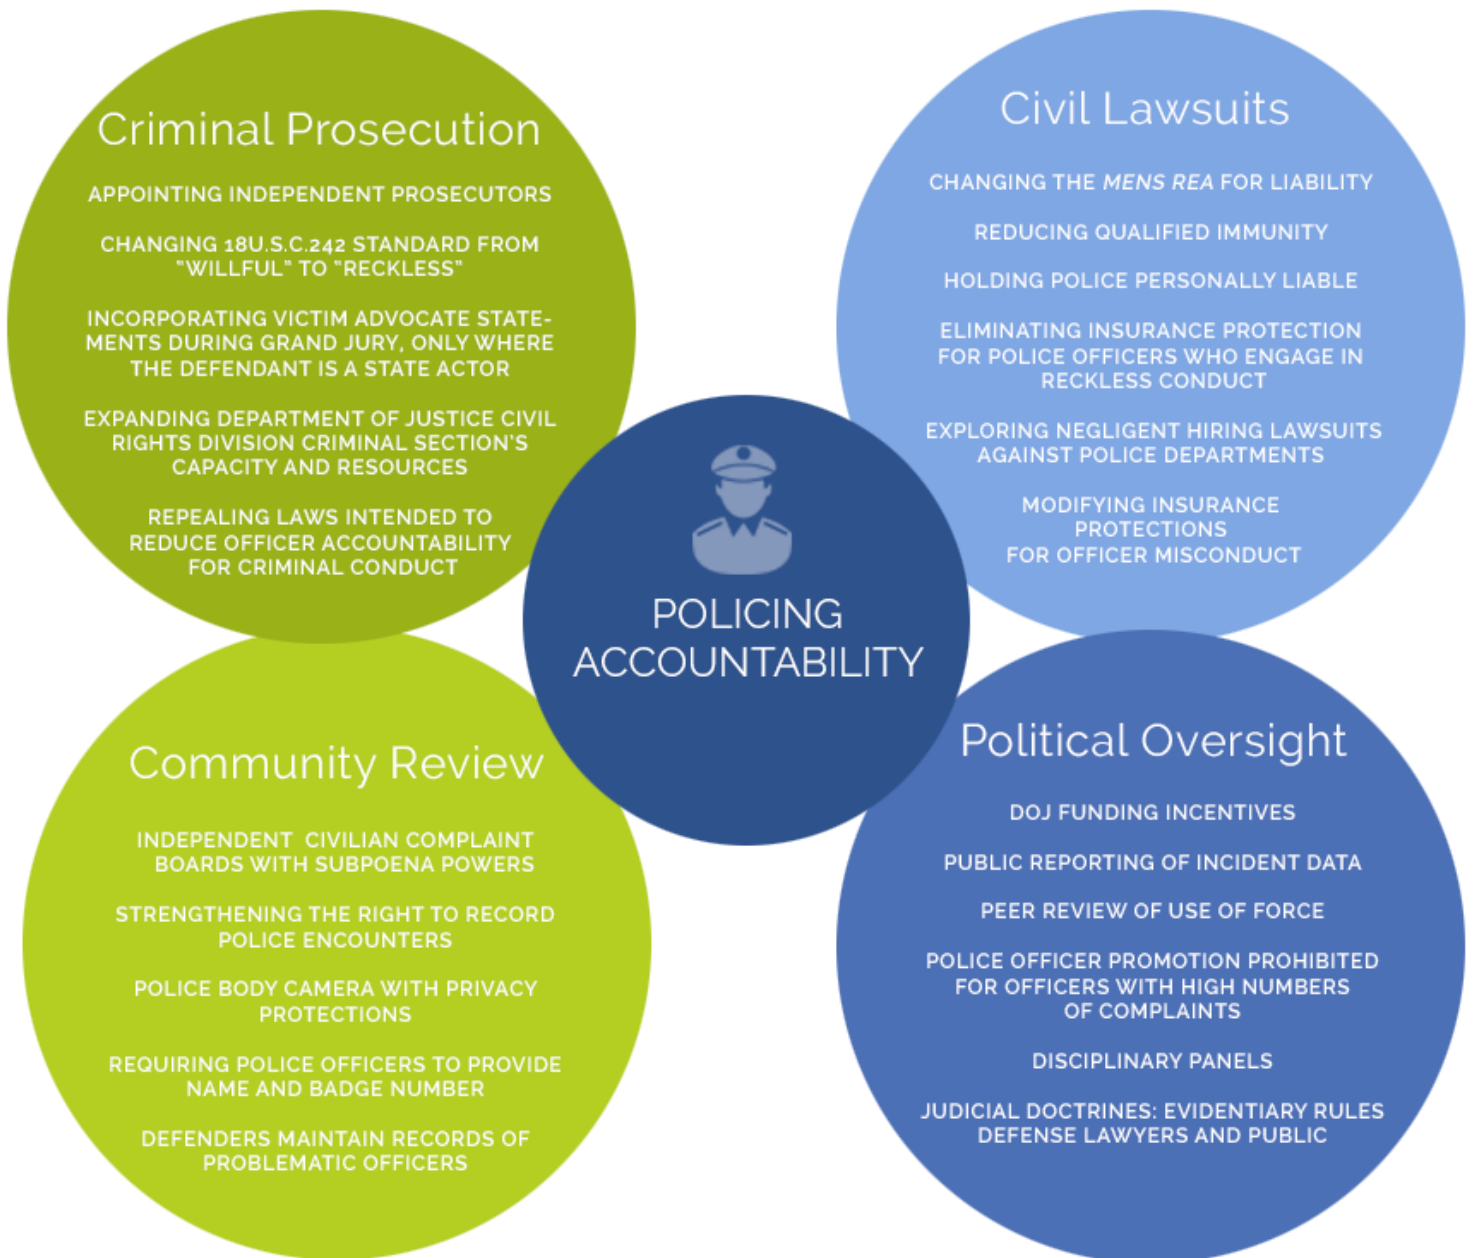 Criminal Prosecution
APPOINTING INDEPENDENT PROSECUTORS
CHANGING 18U.S.C.242 STANDARD FROM
"WILLFUL" TO "RECKLESS"
INCORPORATING VICTIM ADVOCATE STATE-
MENTS DURING GRAND JURY, ONLY WHERE
THE DEFENDANT IS A STATE ACTOR
EXPANDING DEPARTMENT OF JUSTICE CIVIL
RIGHTS DIVISION CRIMINAL SECTION'S
CAPACITY AND RESOURCES
REPEALING LAWS INTENDED TO
REDUCE OFFICER ACCOUNTABILITY
FOR CRIMINAL CONDUCT
Civil Lawsuits
CHANGING THE MENS REA FOR LIABILITY
REDUCING QUALIFIED IMMUNITY
HOLDING POLICE PERSONALLY LIABLE
ELIMINATING INSURANCE PROTECTION
FOR POLICE OFFICERS WHO ENGAGE IN
RECKLESS CONDUCT
EXPLORING NEGLIGENT HIRING LAWSUITS
AGAINST POLICE DEPARTMENTS
MODIFYING INSURANCE
PROTECTIONS
FOR OFFICER MISCONDUCT
POLICING
ACCOUNTABILITY
Community Review
INDEPENDENT CIVILIAN COMPLAINT
BOARDS WITH SUBPOENA POWERS
STRENGTHENING THE RIGHT TO RECORD
POLICE ENCOUNTERS
POLICE BODY CAMERA WITH PRIVACY
PROTECTIONS
REQUIRING POLICE OFFICERS TO PROVIDE
NAME AND BADGE NUMBER
DEFENDERS MAINTAIN RECORDS OF
PROBLEMATIC OFFICERS
Political Oversight
DOJ FUNDING INCENTIVES
PUBLIC REPORTING OF INCIDENT DATA
PEER REVIEW OF USE OF FORCE
POLICE OFFICER PROMOTION PROHIBITED
FOR OFFICERS WITH HIGH NUMBERS
OF COMPLAINTS
DISCIPLINARY PANELS
JUDICIAL DOCTRINES: EVIDENTIARY RULES
DEFENSE LAWYERS AND PUBLIC